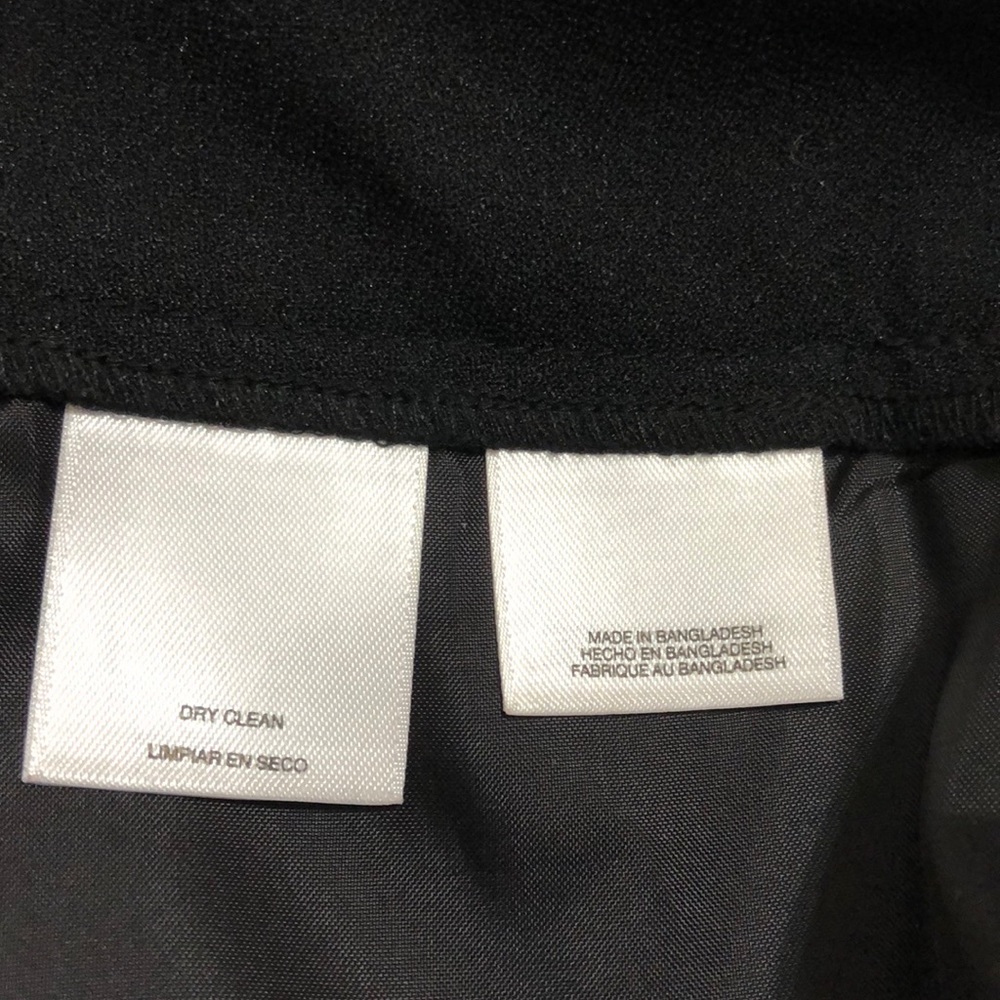 DRY CLEAN
LIMPIAR EN SECO
MADE IN BANGLADESH
HECHO EN BANGLADESH
FABRIQUE AU BANGLADESH